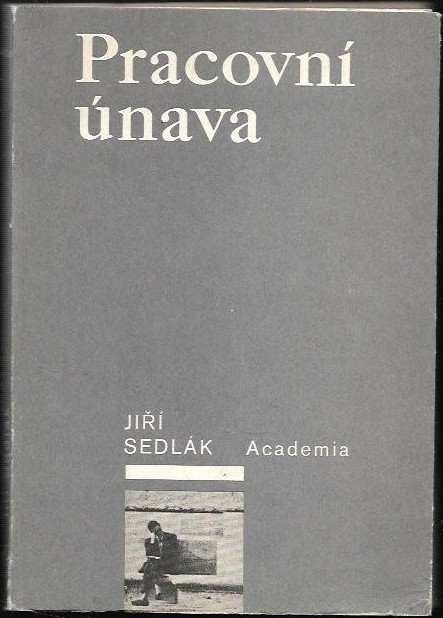 Pracovní
únava
JIŘÍ
SEDLÁK Academia